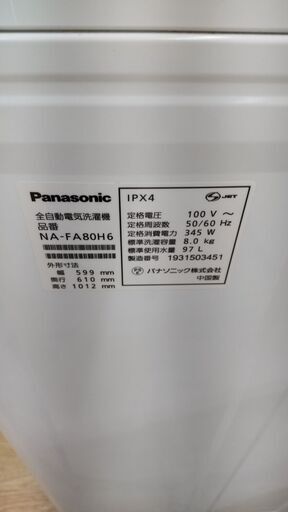 Panasonic
全自動電気洗濯機
品番
NA-FA80H6
外形寸法
幅 599 mm
奥行 610 mm
高さ 1012 mm
IPX4
S JET
定格電圧 100 V ～
定格周波数 50/60 Hz
定格消費電力 345 W
標準洗濯容量 8.0 kg
標準使用水量 97 L
製造番号 1931503451
パナソニック株式会社
中国製